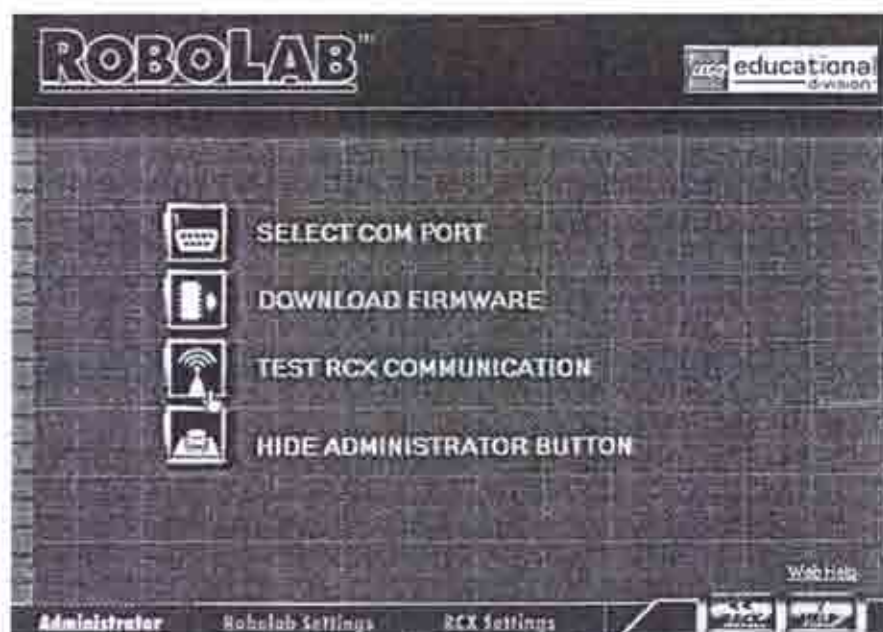 ROBOLAB™
educational
division
SELECT COM PORT
DOWNLOAD FIRMWARE
TEST RCX COMMUNICATION
HIDE ADMINISTRATOR BUTTON
Web Help
Administrator
Robolab Settings
RCX Settings